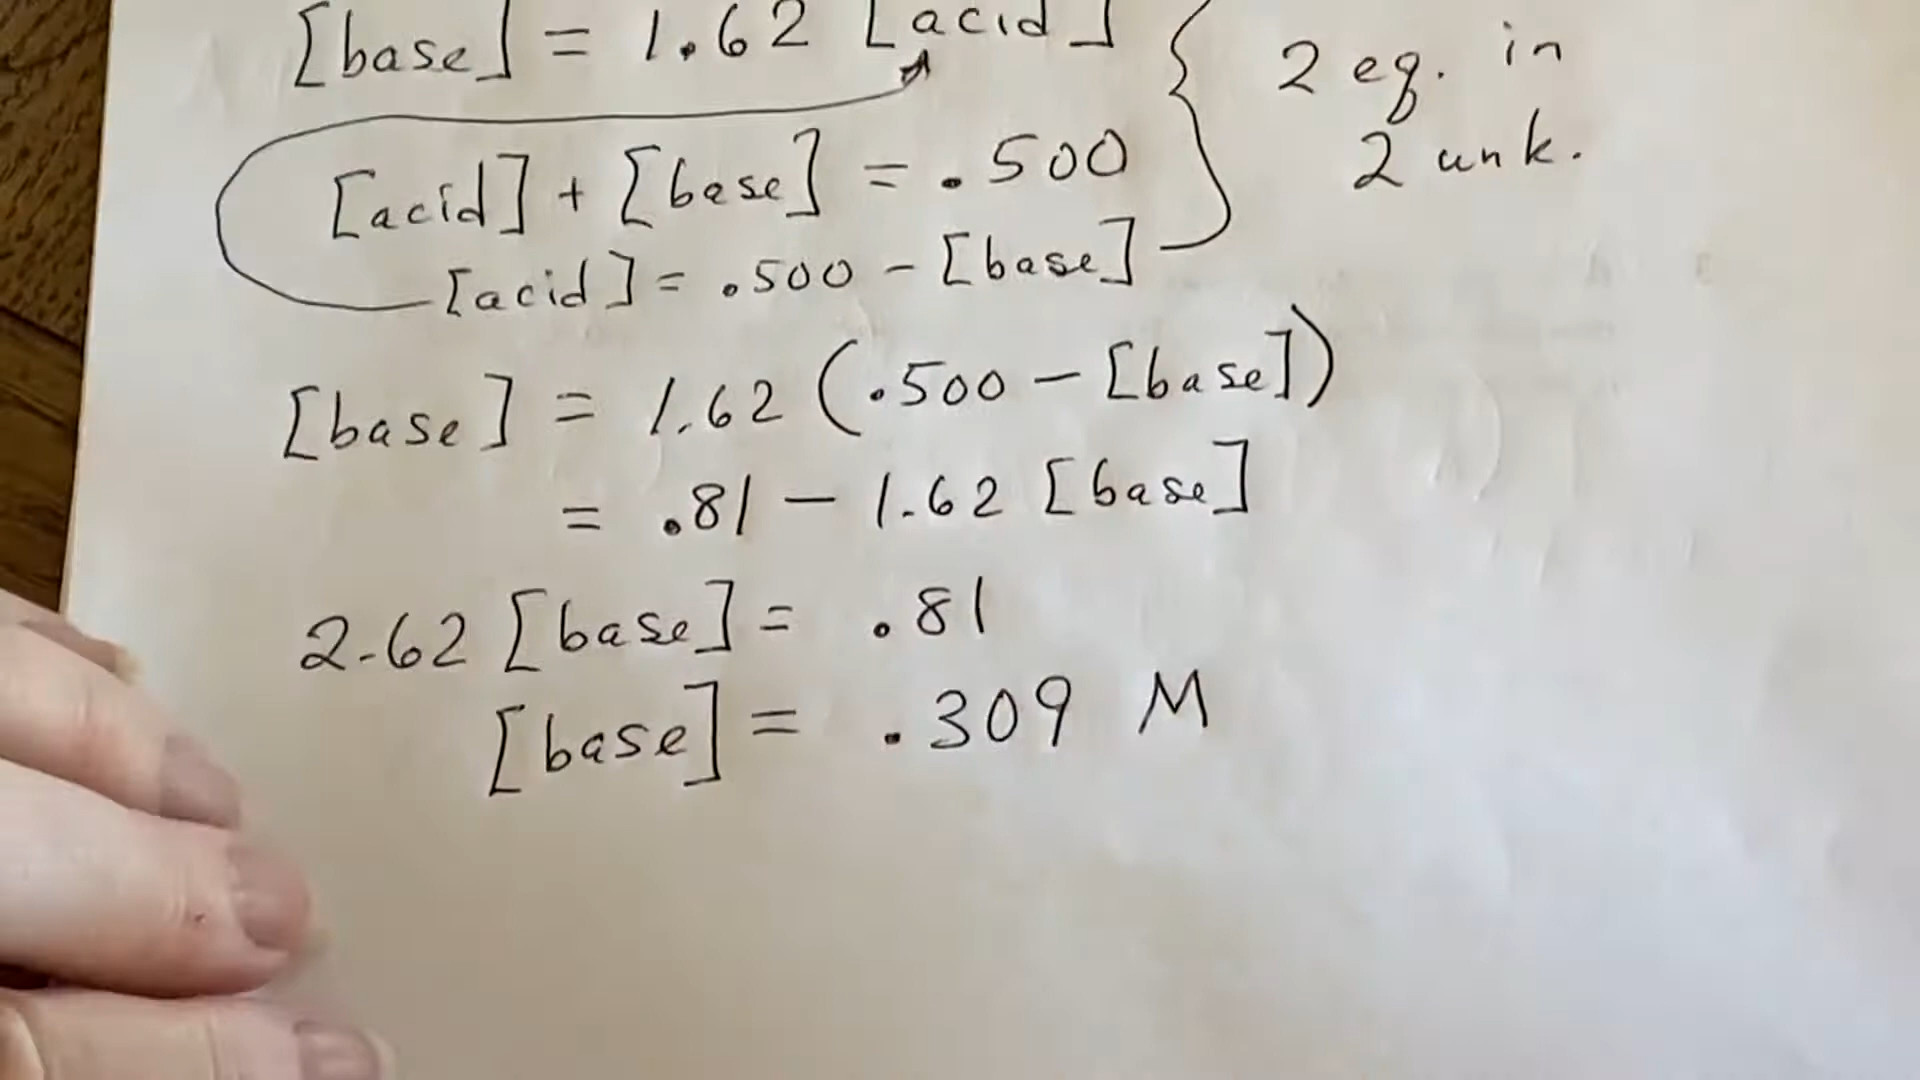 [base] = 1.62 [acid]
2 eq. in
2 unk.
[acid] + [base] = .500
[acid] = .500 - [base]
[base] = 1.62 (.500 - [base])
= .81 - 1.62 [base]
2.62 [base] = .81
[base] = .309 M